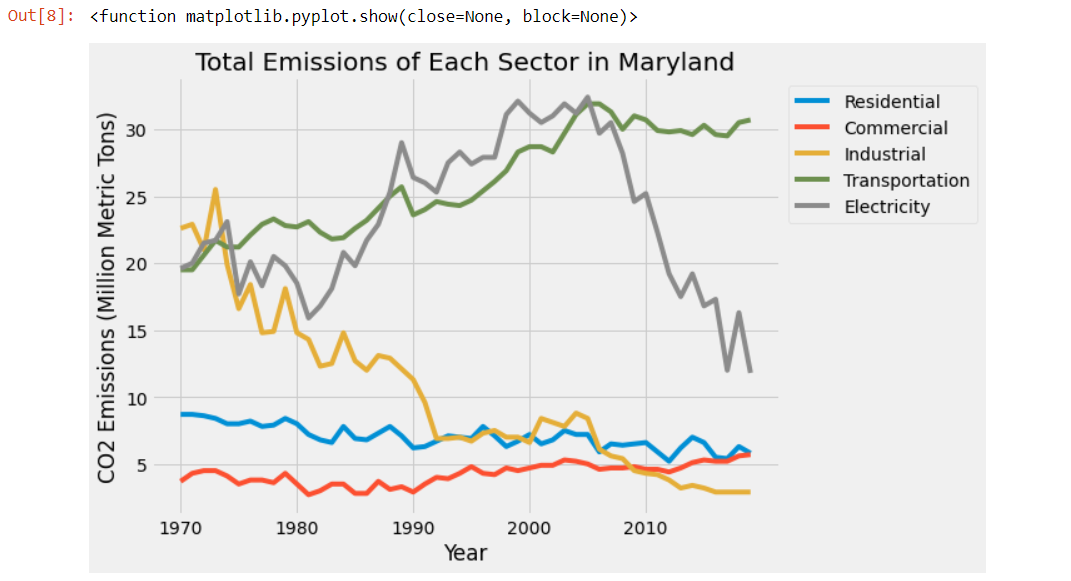 Out[8]: <function matplotlib.pyplot.show(close=None, block=None)>
Total Emissions of Each Sector in Maryland
CO2 Emissions (Million Metric Tons)
30
25
20
15
10
5
1970 1980 1990 2000 2010
Year
Residential
Commercial
Industrial
Transportation
Electricity